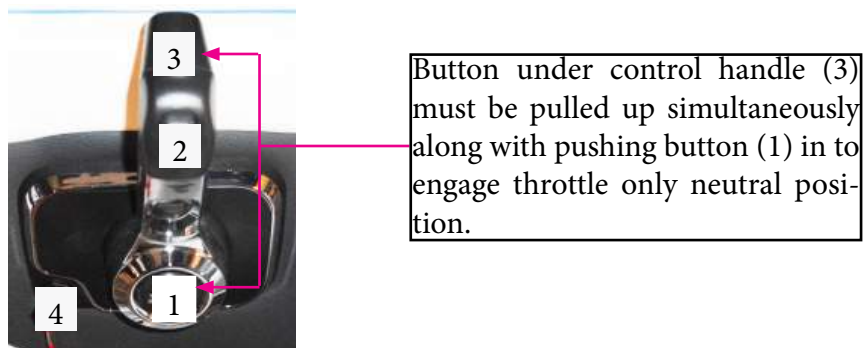 3
2
1
4
Button under control handle (3)
must be pulled up simultaneously
along with pushing button (1) in to
engage throttle only neutral posi-
tion.